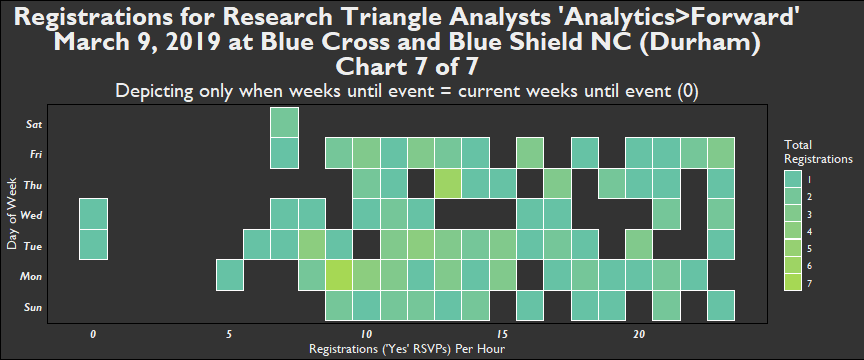 Registrations for Research Triangle Analysts 'Analytics>Forward'
March 9, 2019 at Blue Cross and Blue Shield NC (Durham)
Chart 7 of 7
Depicting only when weeks until event = current weeks until event (0)
Total
Registrations
1
2
3
4
5
6
7
Day of Week
Sat
Fri
Thu
Wed
Tue
Mon
Sun
0
5
10
15
20
Registrations ('Yes' RSVPs) Per Hour